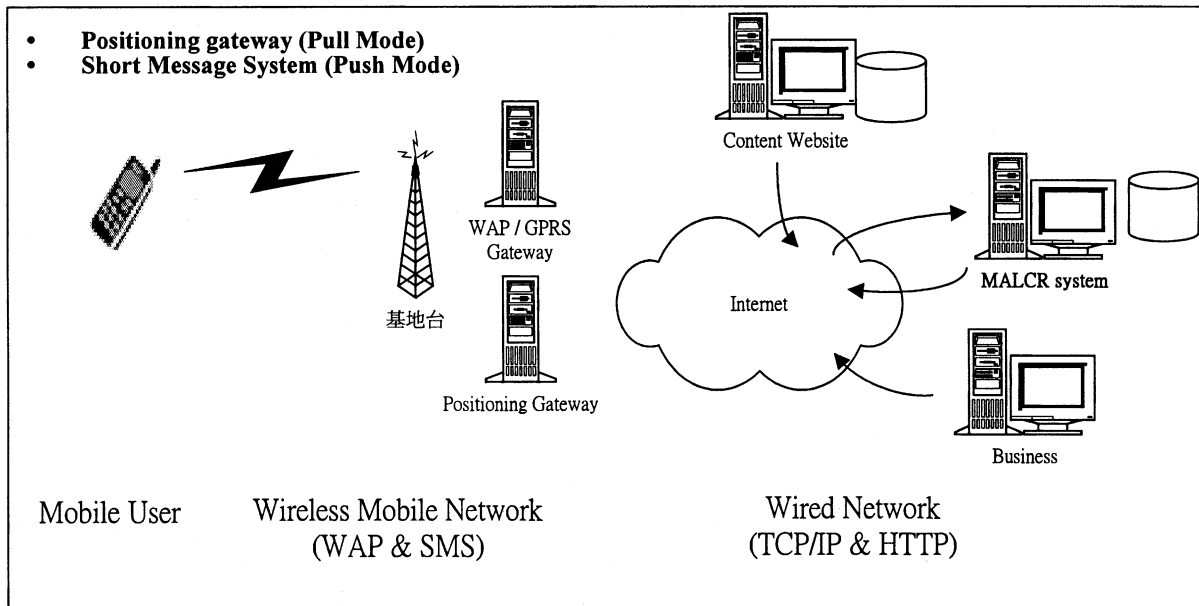 • Positioning gateway (Pull Mode)
• Short Message System (Push Mode)
Content Website
WAP / GPRS
Gateway
基地台
Positioning Gateway
Internet
MALCR system
Business
Mobile User
Wireless Mobile Network
(WAP & SMS)
Wired Network
(TCP/IP & HTTP)